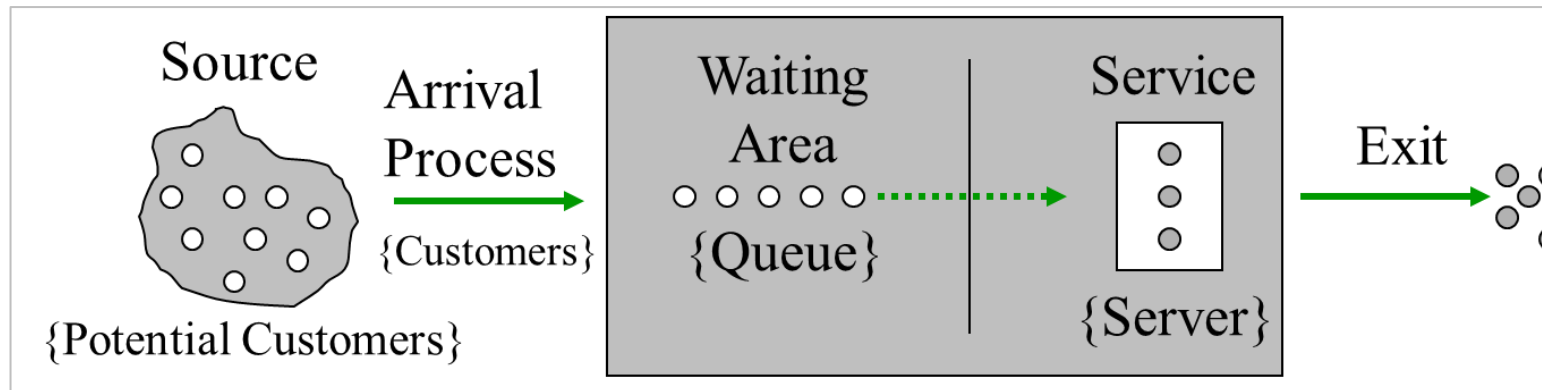 Source
{Potential Customers}
Arrival
Process
{Customers}
Waiting
Area
{Queue}
Service
{Server}
Exit